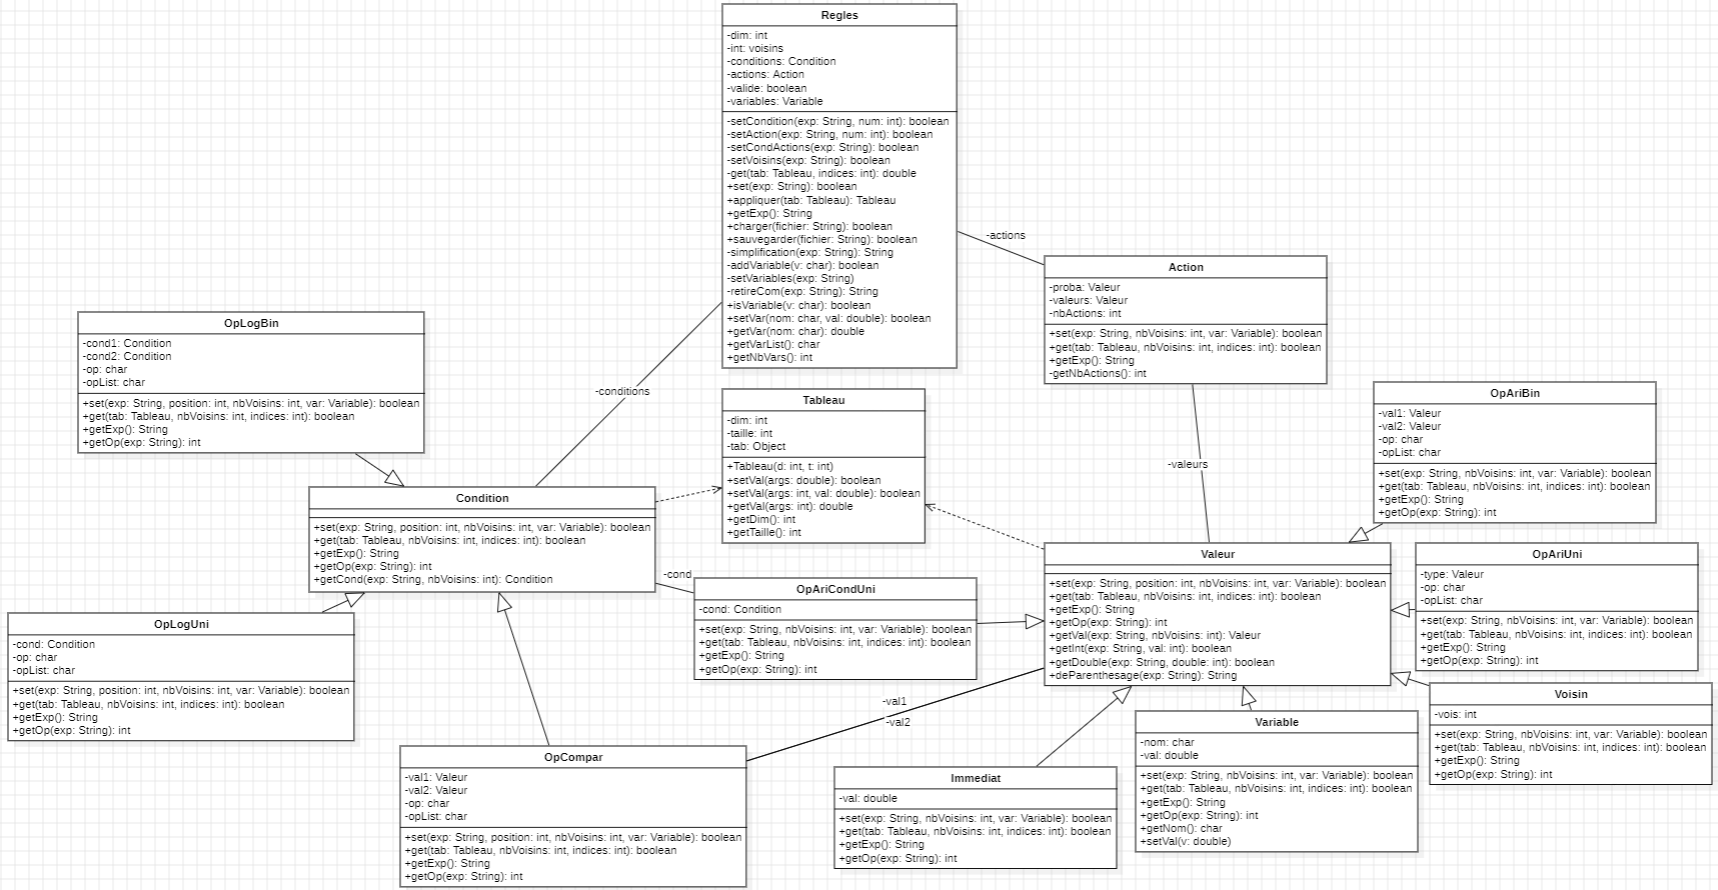 Regles
-dim: int
-int: voisins
-conditions: Condition
-actions: Action
-valide: boolean
-variables: Variable
-setCondition(exp: String, num: int): boolean
-setAction(exp: String, num: int): boolean
-setCondActions(exp: String): boolean
-setVoisins(exp: String): boolean
-get(tab: Tableau, indices: int): double
+set(exp: String): boolean
+appliquer(tab: Tableau): Tableau
+getExp(): String
+charger(fichier: String): boolean
+sauvegarder(fichier: String): boolean
-simplification(exp: String): String
-addVariable(v: char): boolean
-setVariables(exp: String)
-retireCom(exp: String): String
+isVariable(v: char): boolean
+setVar(nom: char, val: double): boolean
+getVar(nom: char): double
+getVarList(): char
+getNbVars(): int
-actions
Action
-proba: Valeur
-valeurs: Valeur
-nbActions: int
+set(exp: String, nbVoisins: int, var: Variable): boolean
+get(tab: Tableau, nbVoisins: int, indices: int): boolean
+getExp(): String
-getNbActions(): int
OpLogBin
-cond1: Condition
-cond2: Condition
-op: char
-opList: char
+set(exp: String, position: int, nbVoisins: int, var: Variable): boolean
+get(tab: Tableau, nbVoisins: int, indices: int): boolean
+getExp(): String
+getOp(exp: String): int
-conditions
Tableau
-dim: int
-taille: int
-tab: Object
+Tableau(d: int, t: int)
+setVal(args: double): boolean
+setVal(args: int, val: double): boolean
+getVal(args: int): double
+getDim(): int
+getTaille(): int
-valeurs
OpAriBin
-val1: Valeur
-val2: Valeur
-op: char
-opList: char
+set(exp: String, nbVoisins: int, var: Variable): boolean
+get(tab: Tableau, nbVoisins: int, indices: int): boolean
+getExp(): String
+getOp(exp: String): int
Condition
+set(exp: String, position: int, nbVoisins: int, var: Variable): boolean
+get(tab: Tableau, nbVoisins: int, indices: int): boolean
+getExp(): String
+getOp(exp: String): int
+getCond(exp: String, nbVoisins: int): Condition
-cond
OpAriCondUni
-cond: Condition
+set(exp: String, nbVoisins: int, var: Variable): boolean
+get(tab: Tableau, nbVoisins: int, indices: int): boolean
+getExp(): String
+getOp(exp: String): int
Valeur
+set(exp: String, position: int, nbVoisins: int, var: Variable): boolean
+get(tab: Tableau, nbVoisins: int, indices: int): boolean
+getExp(): String
+getOp(exp: String): int
+getVal(exp: String, nbVoisins: int): Valeur
+getInt(exp: String, val: int): boolean
+getDouble(exp: String, double: int): boolean
+deParenthesage(exp: String): String
OpAriUni
-type: Valeur
-op: char
-opList: char
+set(exp: String, nbVoisins: int, var: Variable): boolean
+get(tab: Tableau, nbVoisins: int, indices: int): boolean
+getExp(): String
+getOp(exp: String): int
OpLogUni
-cond: Condition
-op: char
-opList: char
+set(exp: String, position: int, nbVoisins: int, var: Variable): boolean
+get(tab: Tableau, nbVoisins: int, indices: int): boolean
+getExp(): String
+getOp(exp: String): int
-val1
-val2
OpCompar
-val1: Valeur
-val2: Valeur
-op: char
-opList: char
+set(exp: String, position: int, nbVoisins: int, var: Variable): boolean
+get(tab: Tableau, nbVoisins: int, indices: int): boolean
+getExp(): String
+getOp(exp: String): int
Immediat
-val: double
+set(exp: String, nbVoisins: int, var: Variable): boolean
+get(tab: Tableau, nbVoisins: int, indices: int): boolean
+getExp(): String
+getOp(exp: String): int
Variable
-nom: char
-val: double
+set(exp: String, nbVoisins: int, var: Variable): boolean
+get(tab: Tableau, nbVoisins: int, indices: int): boolean
+getExp(): String
+getOp(exp: String): int
+getNom(): char
+setVal(v: double)
Voisin
-vois: int
+set(exp: String, nbVoisins: int, var: Variable): boolean
+get(tab: Tableau, nbVoisins: int, indices: int): boolean
+getExp(): String
+getOp(exp: String): int